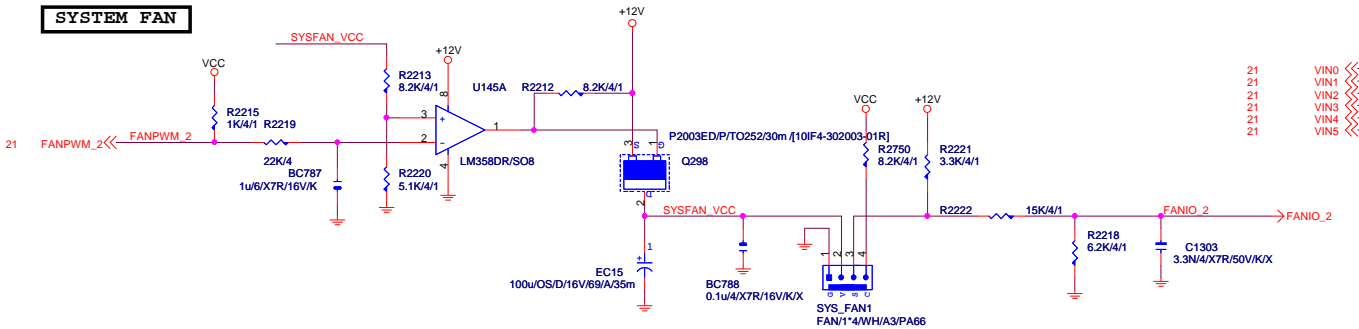 SYSTEM FAN
SYSFAN_VCC
+12V
+12V
VCC
R2213
8.2K/4/1
U145A
R2212
8.2K/4/1
VCC
+12V
21
VIN0
21
VIN1
21
VIN2
21
VIN3
21
VIN4
21
VIN5
R2215
1K/4/1
R2219
8
3
+
1
2
-
4
LM358DR/SO8
21
FANPWM_2
FANPWM_2
22K/4
BC787
1u/6/X7R/16V/K
R2220
5.1K/4/1
P2003ED/P/TO252/30m /[10IF4-302003-01R]
3
S
1
G
Q298
D
2
R2750
8.2K/4/1
R2221
3.3K/4/1
SYSFAN_VCC
R2222
15K/4/1
FANIO_2
FANIO_2
1
+
EC15
100u/OS/D/16V/69/A/35m
BC788
0.1u/4/X7R/16V/K/X
1
2
3
4
G
V
S
C
SYS_FAN1
FAN/1*4/WH/A3/PA66
R2218
6.2K/4/1
C1303
3.3N/4/X7R/50V/K/X